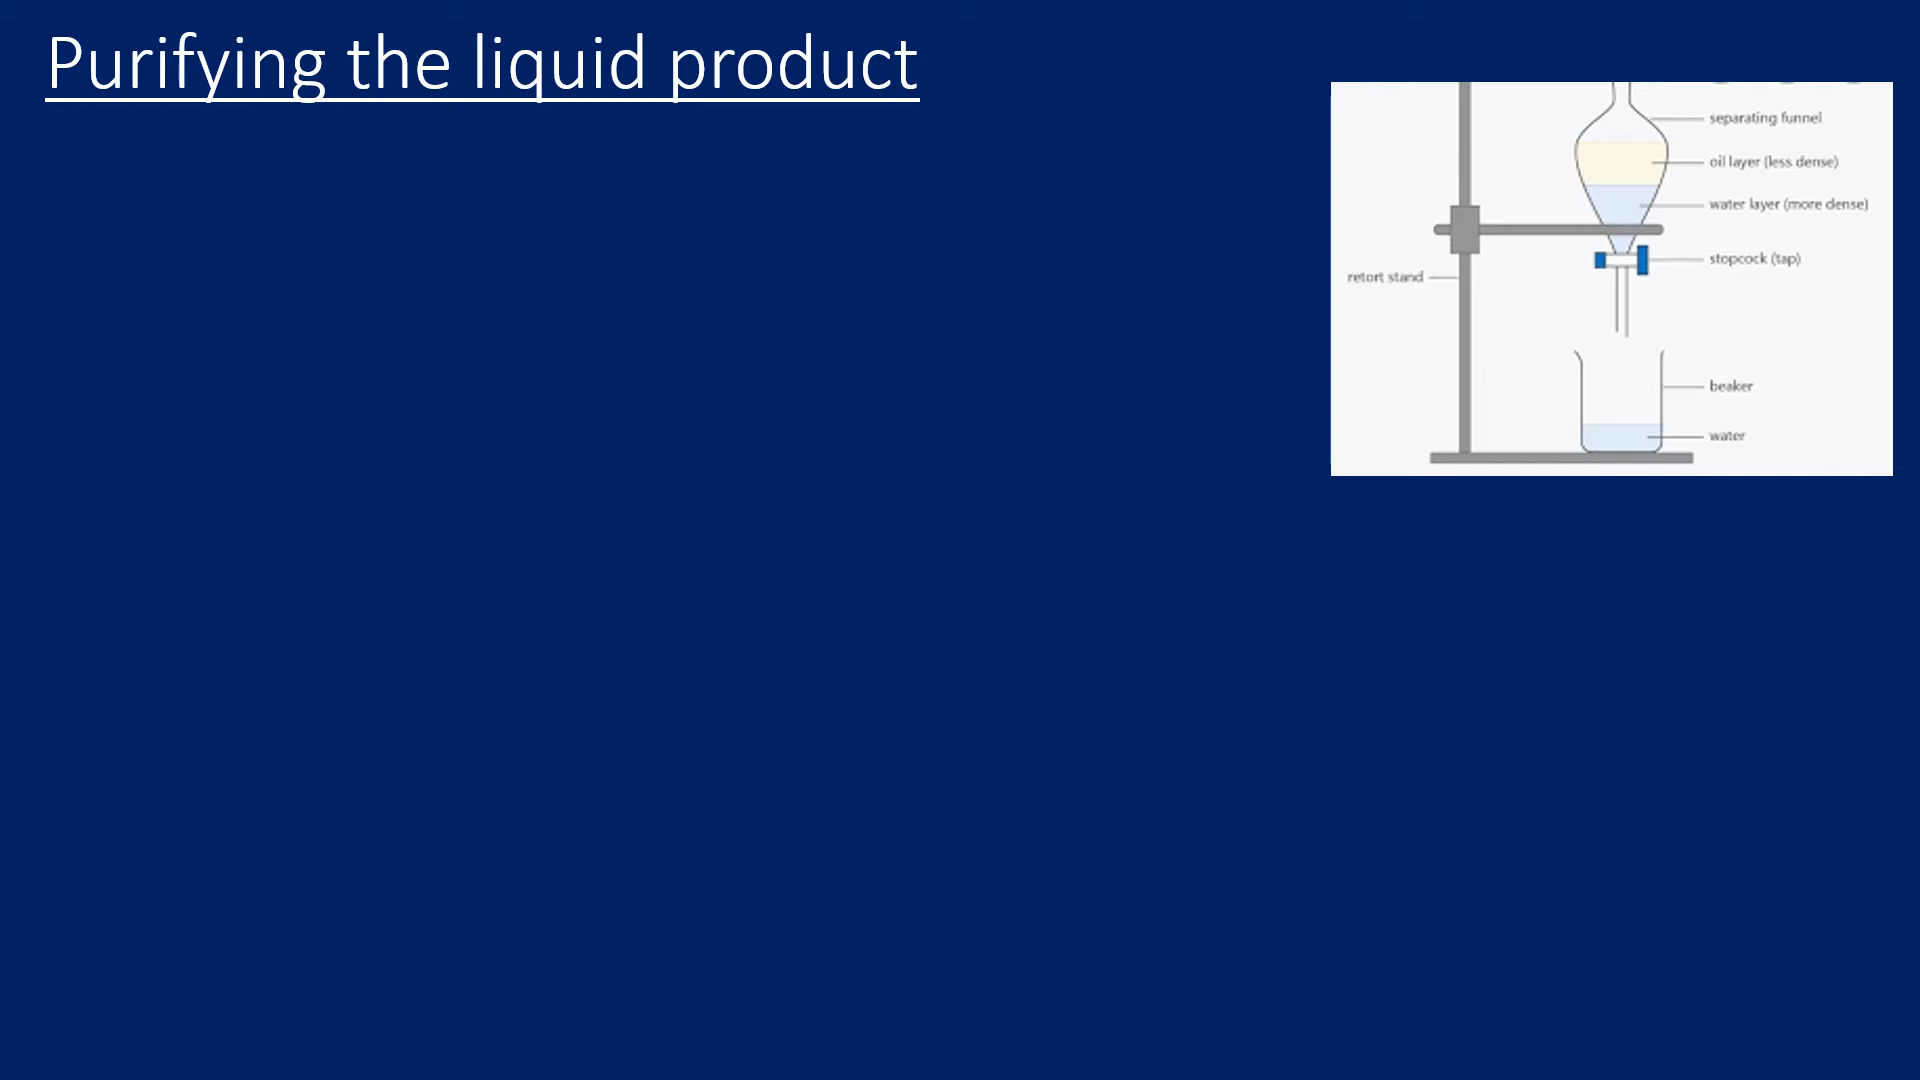 Purifying the liquid product
separating funnel
oil layer (less dense)
water layer (more dense)
stopcock (tap)
retort stand
beaker
water